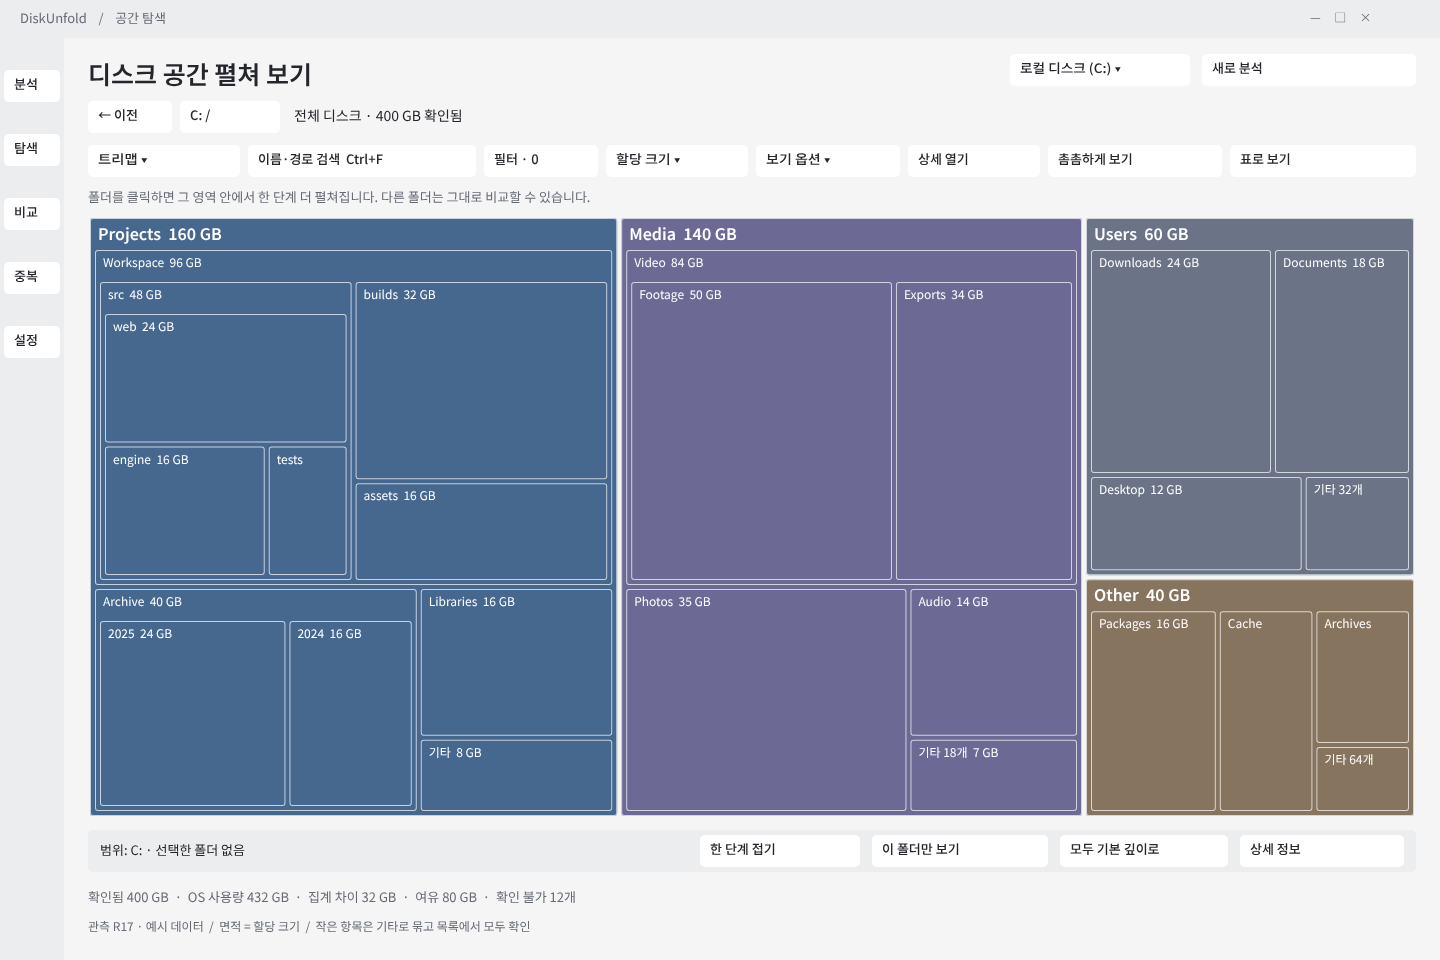 DiskUnfold / 공간 탐색
분석
탐색
비교
중복
설정
디스크 공간 펼쳐 보기
로컬 디스크 (C:) ▾
새로 분석
← 이전
C: /
전체 디스크 · 400 GB 확인됨
트리맵 ▾
이름·경로 검색 Ctrl+F
필터 · 0
할당 크기 ▾
보기 옵션 ▾
상세 열기
촘촘하게 보기
표로 보기
폴더를 클릭하면 그 영역 안에서 한 단계 더 펼쳐집니다. 다른 폴더는 그대로 비교할 수 있습니다.
Projects 160 GB
Workspace 96 GB
src 48 GB
web 24 GB
engine 16 GB
tests
builds 32 GB
assets 16 GB
Archive 40 GB
2025 24 GB
2024 16 GB
Libraries 16 GB
기타 8 GB
Media 140 GB
Video 84 GB
Footage 50 GB
Exports 34 GB
Photos 35 GB
Audio 14 GB
기타 18개 7 GB
Users 60 GB
Downloads 24 GB
Documents 18 GB
Desktop 12 GB
기타 32개
Other 40 GB
Packages 16 GB
Cache
Archives
기타 64개
범위: C: · 선택한 폴더 없음
한 단계 접기
이 폴더만 보기
모두 기본 깊이로
상세 정보
확인됨 400 GB · OS 사용량 432 GB · 집계 차이 32 GB · 여유 80 GB · 확인 불가 12개
관측 R17 · 예시 데이터 / 면적 = 할당 크기 / 작은 항목은 기타로 묶고 목록에서 모두 확인